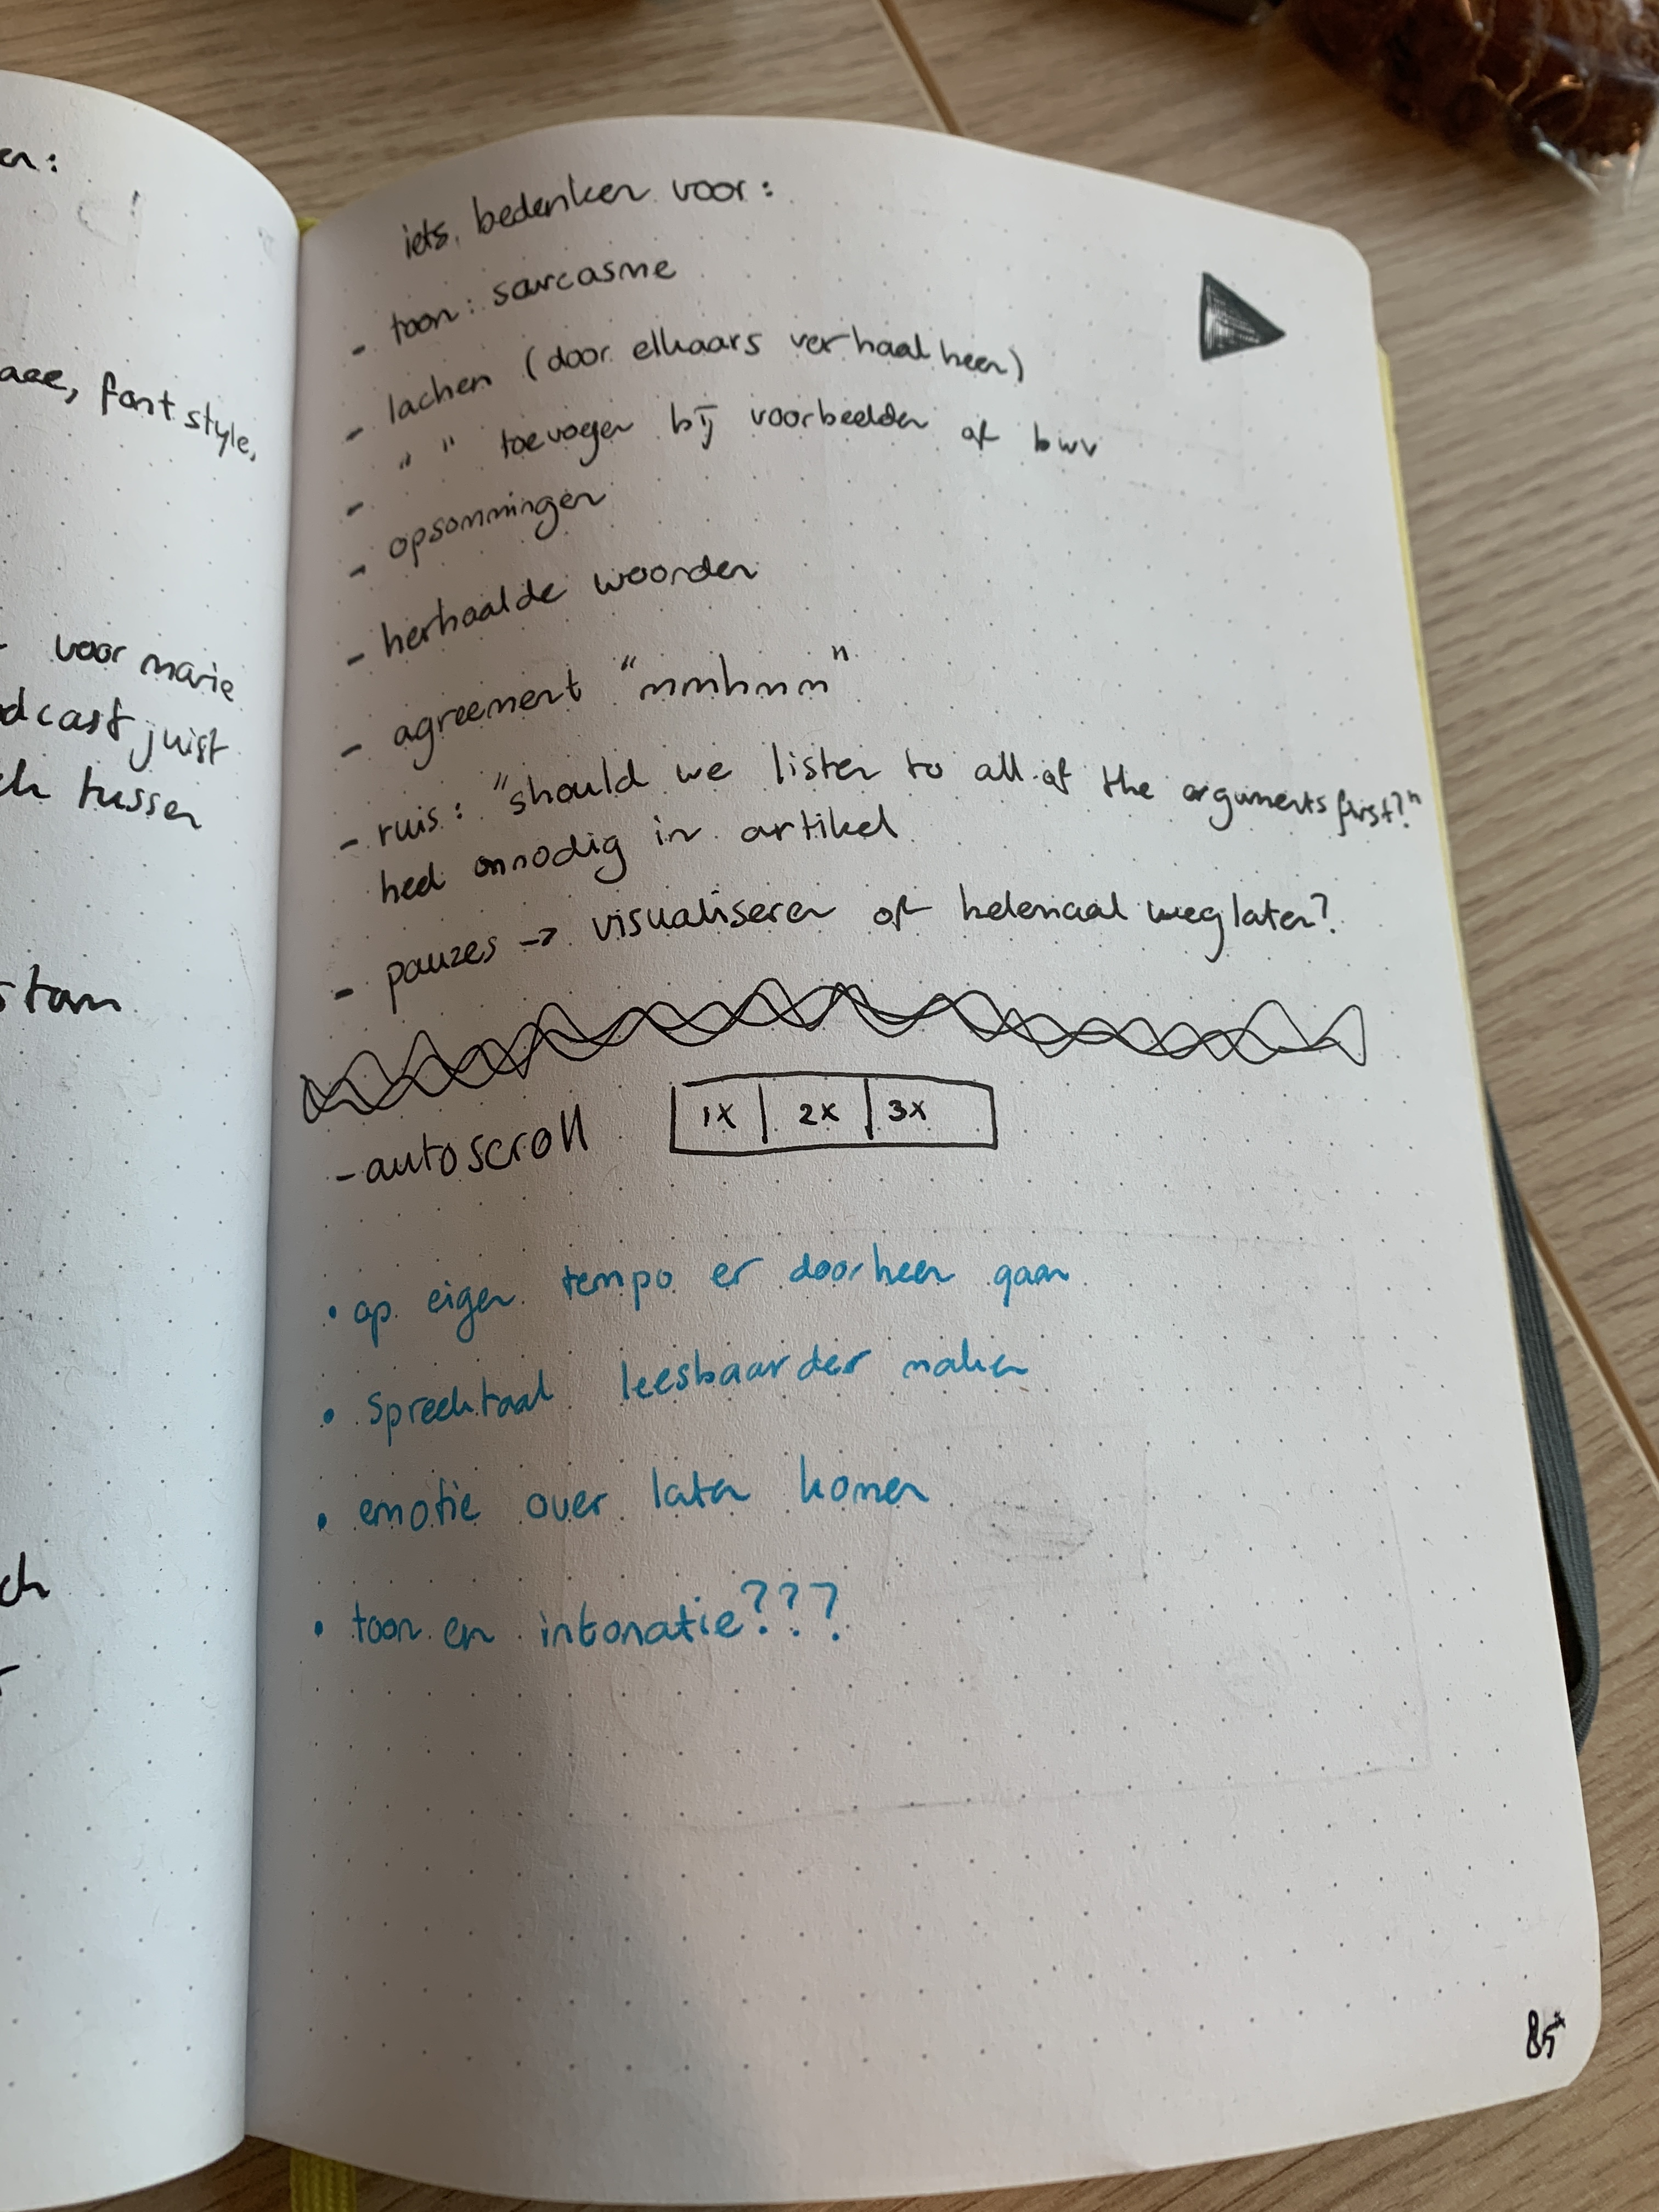 en:
font style,
voor marie
dcast juist
ch tussen
stam
ch
iets bedenken voor:
- toon: sarcasme
- lachen (door elkaars verhaal heen)
- " " toevoegen bij voorbeelden of bwv
- opsommingen
- herhaalde woorden
- agreement "mmhmm"
- ruis: "should we listen to all of the arguments first?"
heel onnodig in artikel
- pauzes -> visualiseren of helemaal weglaten?
- autoscroll 1x | 2x | 3x
• op eigen tempo er doorheen gaan
• spreektaal leesbaarder maken
• emotie over laten komen
• toon en intonatie???
85